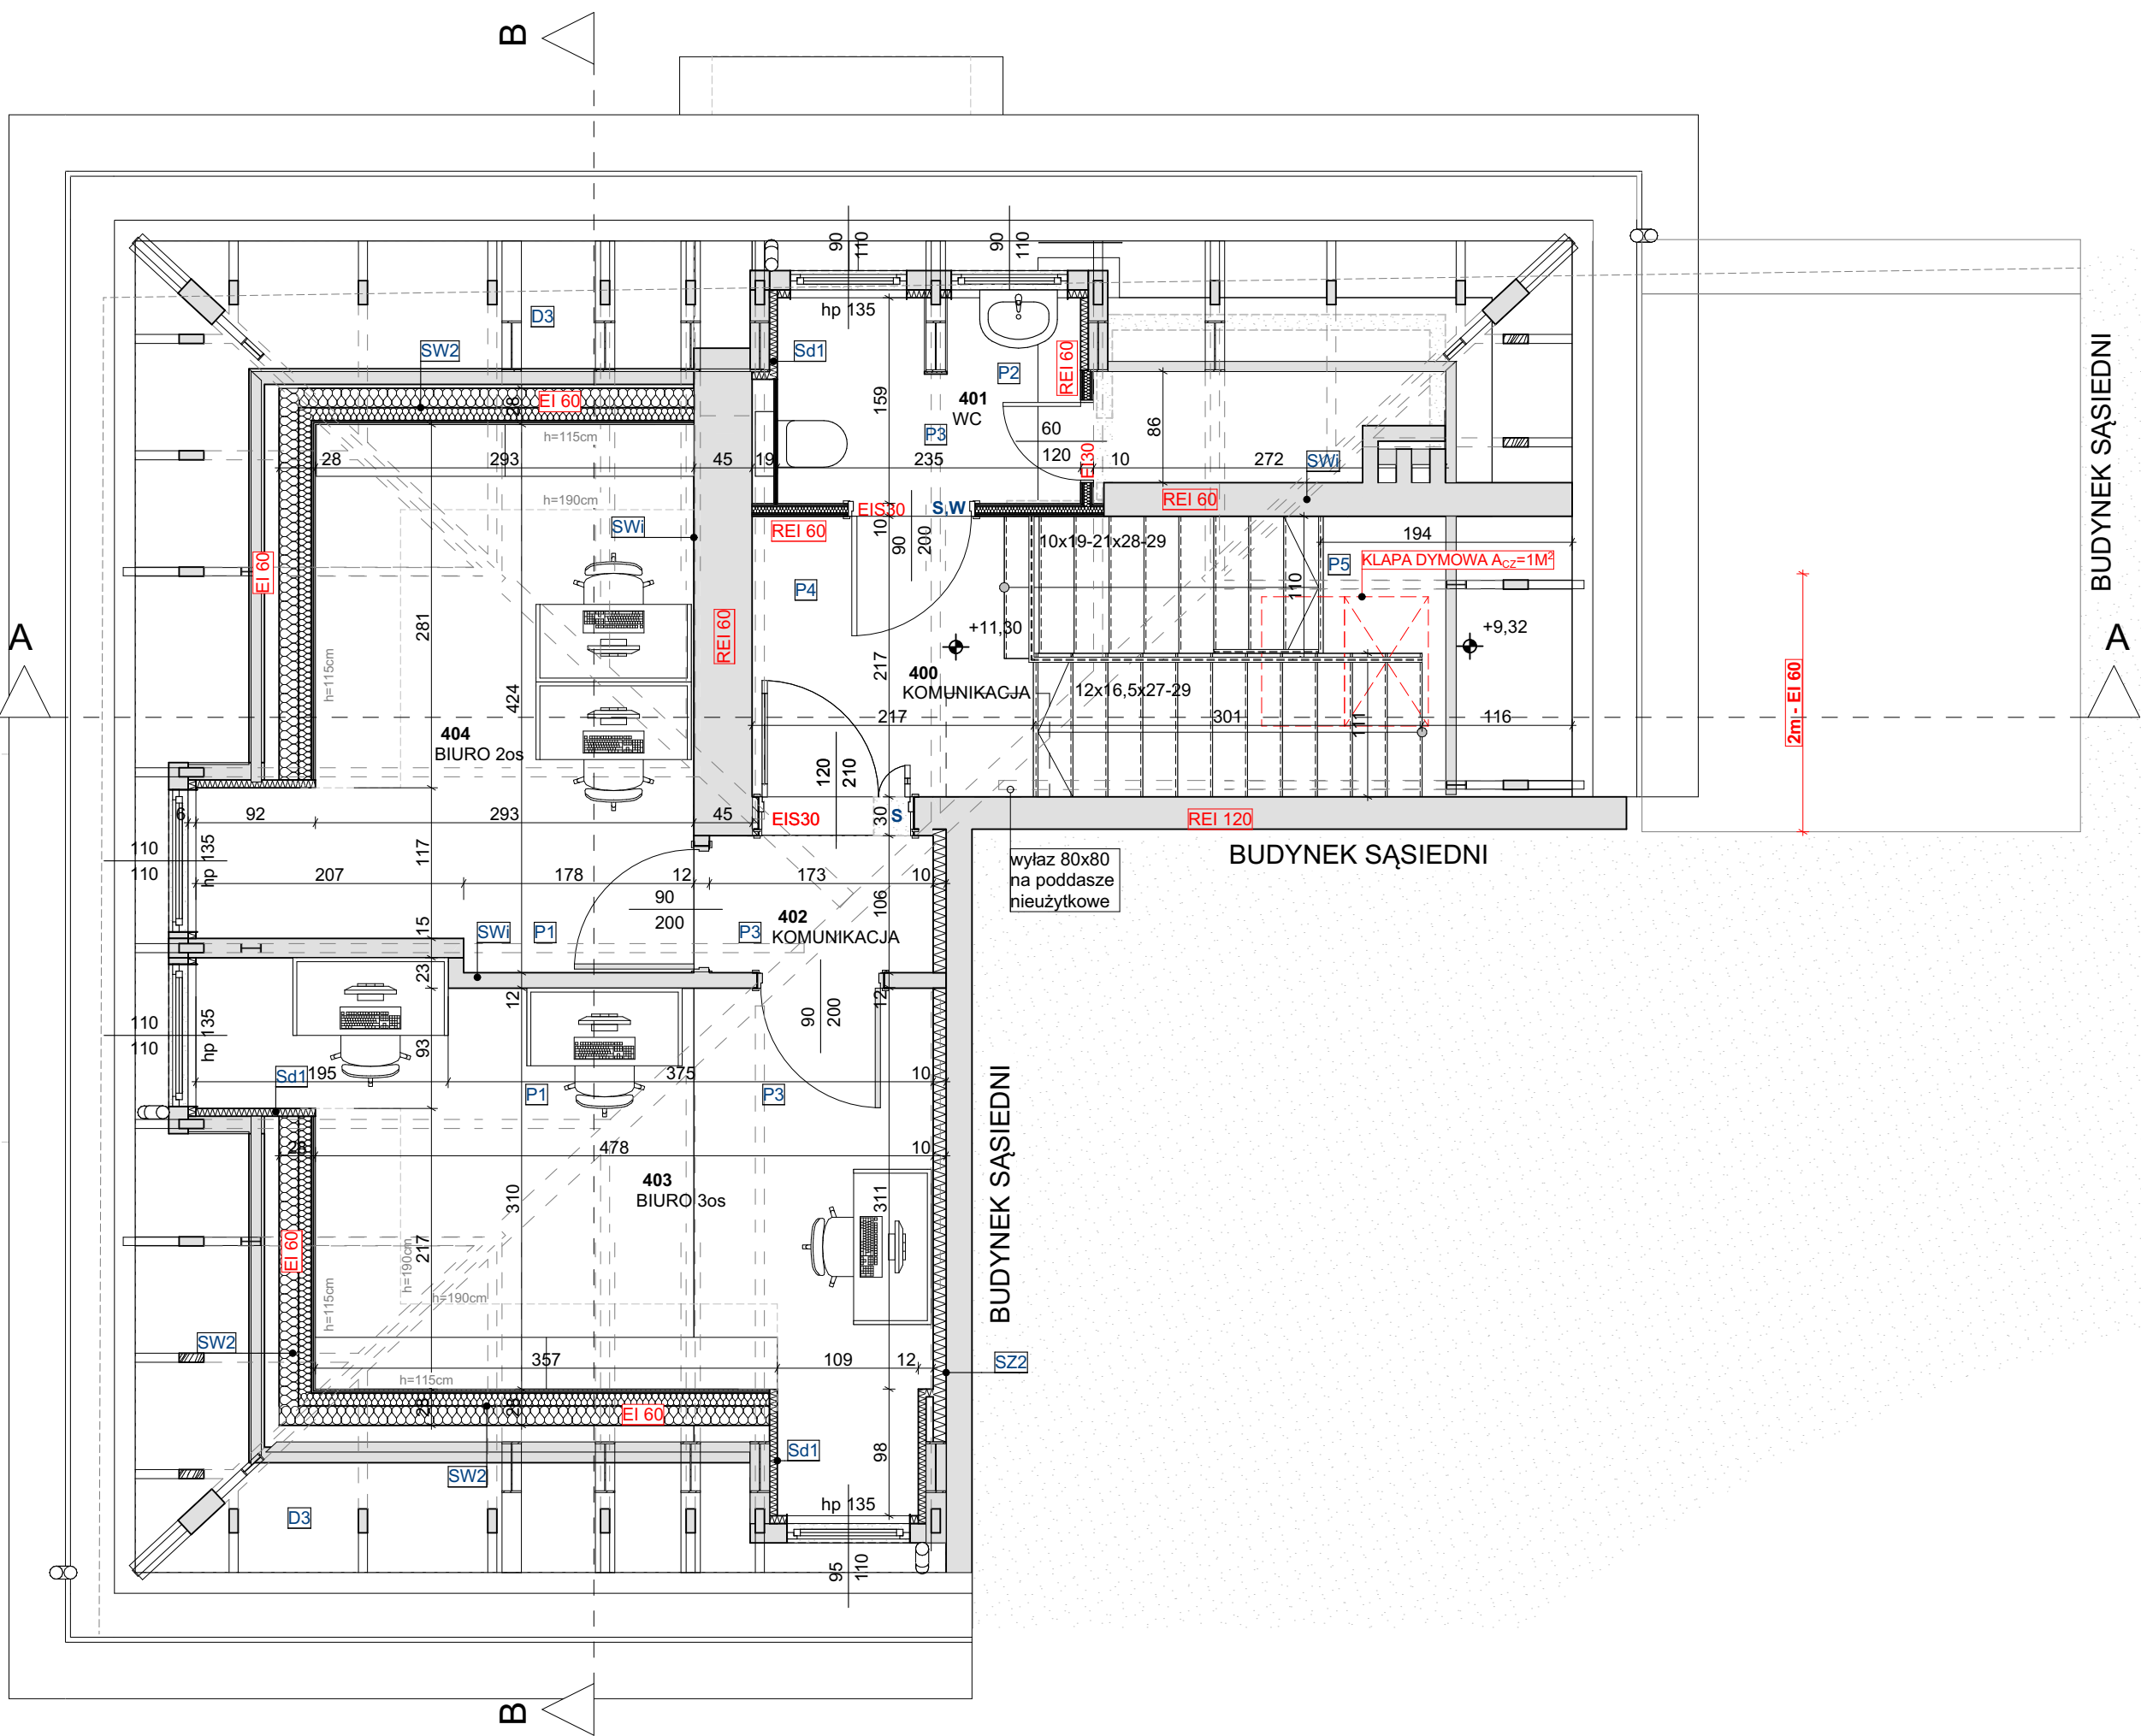 B
90
110
90
110
hp 135
D3
SW2
Sd1
REI 60
P2
28
EI 60
159
401
WC
h=115cm
P3
60
120
86
28
293
45
19
235
EI30
10
272
SWi
h=190cm
SWi
EIS30
S,W
REI 60
REI 60
10
90
200
10x19-21x28-29
194
KLAPA DYMOWA ACZ=1M²
P5
EI 60
P4
110
281
REI 60
+11,30
+9,32
h=115cm
217
400
KOMUNIKACJA
12x16,5x27-29
424
217
301
111
116
2m - EI 60
BUDYNEK SĄSIEDNI
A
A
404
BIURO 2os
120
210
6
92
293
45
EIS30
30
S
REI 120
BUDYNEK SĄSIEDNI
110
110
hp 135
117
wyłaz 80x80
na poddasze
nieużytkowe
207
178
12
173
10
90
200
106
402
KOMUNIKACJA
15
SWi
P1
P3
23
12
12
90
200
110
110
hp 135
93
Sd1
195
375
10
P1
P3
BUDYNEK SĄSIEDNI
28
478
10
403
BIURO 3os
310
311
EI 60
217
h=190cm
h=190cm
h=115cm
SW2
357
109
12
SZ2
h=115cm
28
28
EI 60
Sd1
98
SW2
D3
hp 135
95
110
B